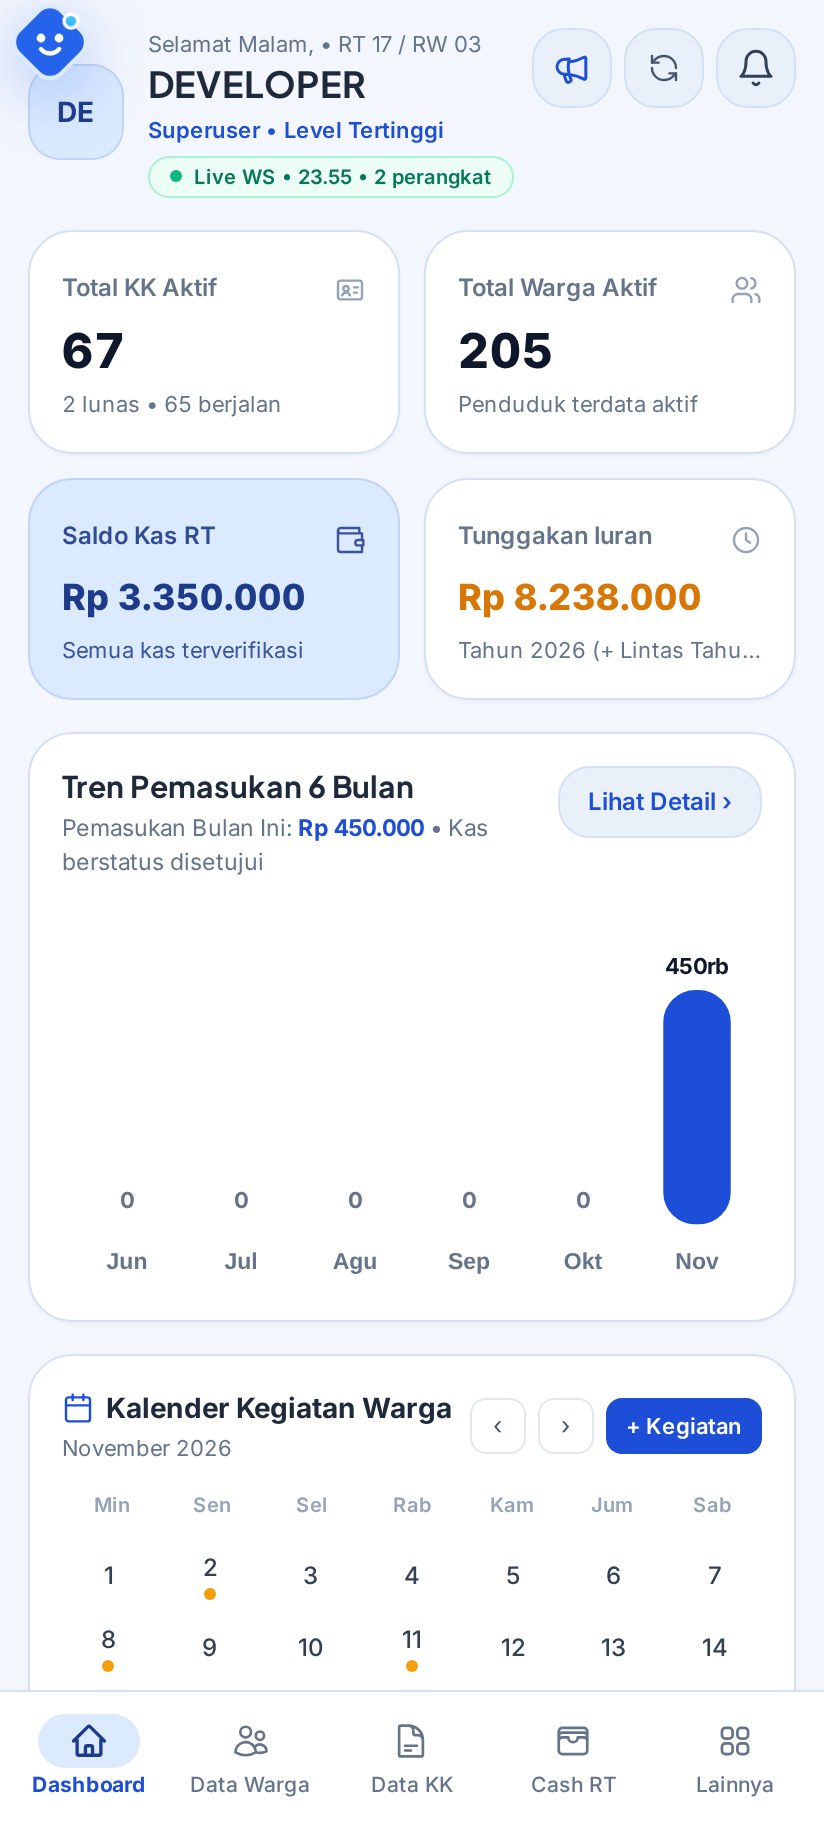 Selamat Malam, • RT 17 / RW 03
DE
DEVELOPER
Superuser • Level Tertinggi
Live WS • 23.55 • 2 perangkat
Total KK Aktif
67
2 lunas • 65 berjalan
Total Warga Aktif
205
Penduduk terdata aktif
Saldo Kas RT
Rp 3.350.000
Semua kas terverifikasi
Tunggakan Iuran
Rp 8.238.000
Tahun 2026 (+ Lintas Tahu...
Tren Pemasukan 6 Bulan
Lihat Detail ›
Pemasukan Bulan Ini: Rp 450.000 • Kas
berstatus disetujui
450rb
0 0 0 0 0
Jun Jul Agu Sep Okt Nov
Kalender Kegiatan Warga
‹ › + Kegiatan
November 2026
Min Sen Sel Rab Kam Jum Sab
1 2 3 4 5 6 7
8 9 10 11 12 13 14
Dashboard Data Warga Data KK Cash RT Lainnya